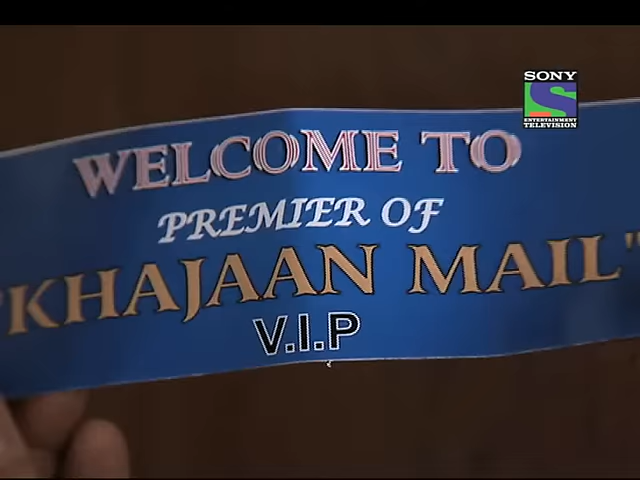 SONY
ENTERTAINMENT
TELEVISION
WELCOME TO
PREMIER OF
"KHAJAAN MAIL"
V.I.P